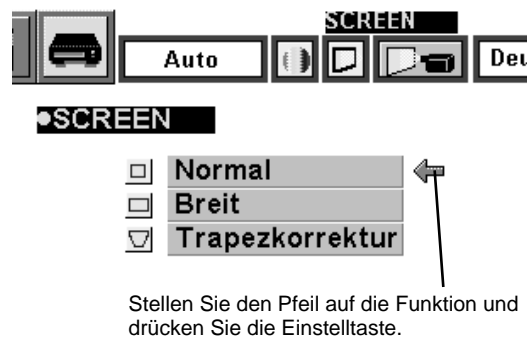 SCREEN
Auto
Deu
●SCREEN
Normal
Breit
Trapezkorrektur
Stellen Sie den Pfeil auf die Funktion und
drücken Sie die Einstelltaste.